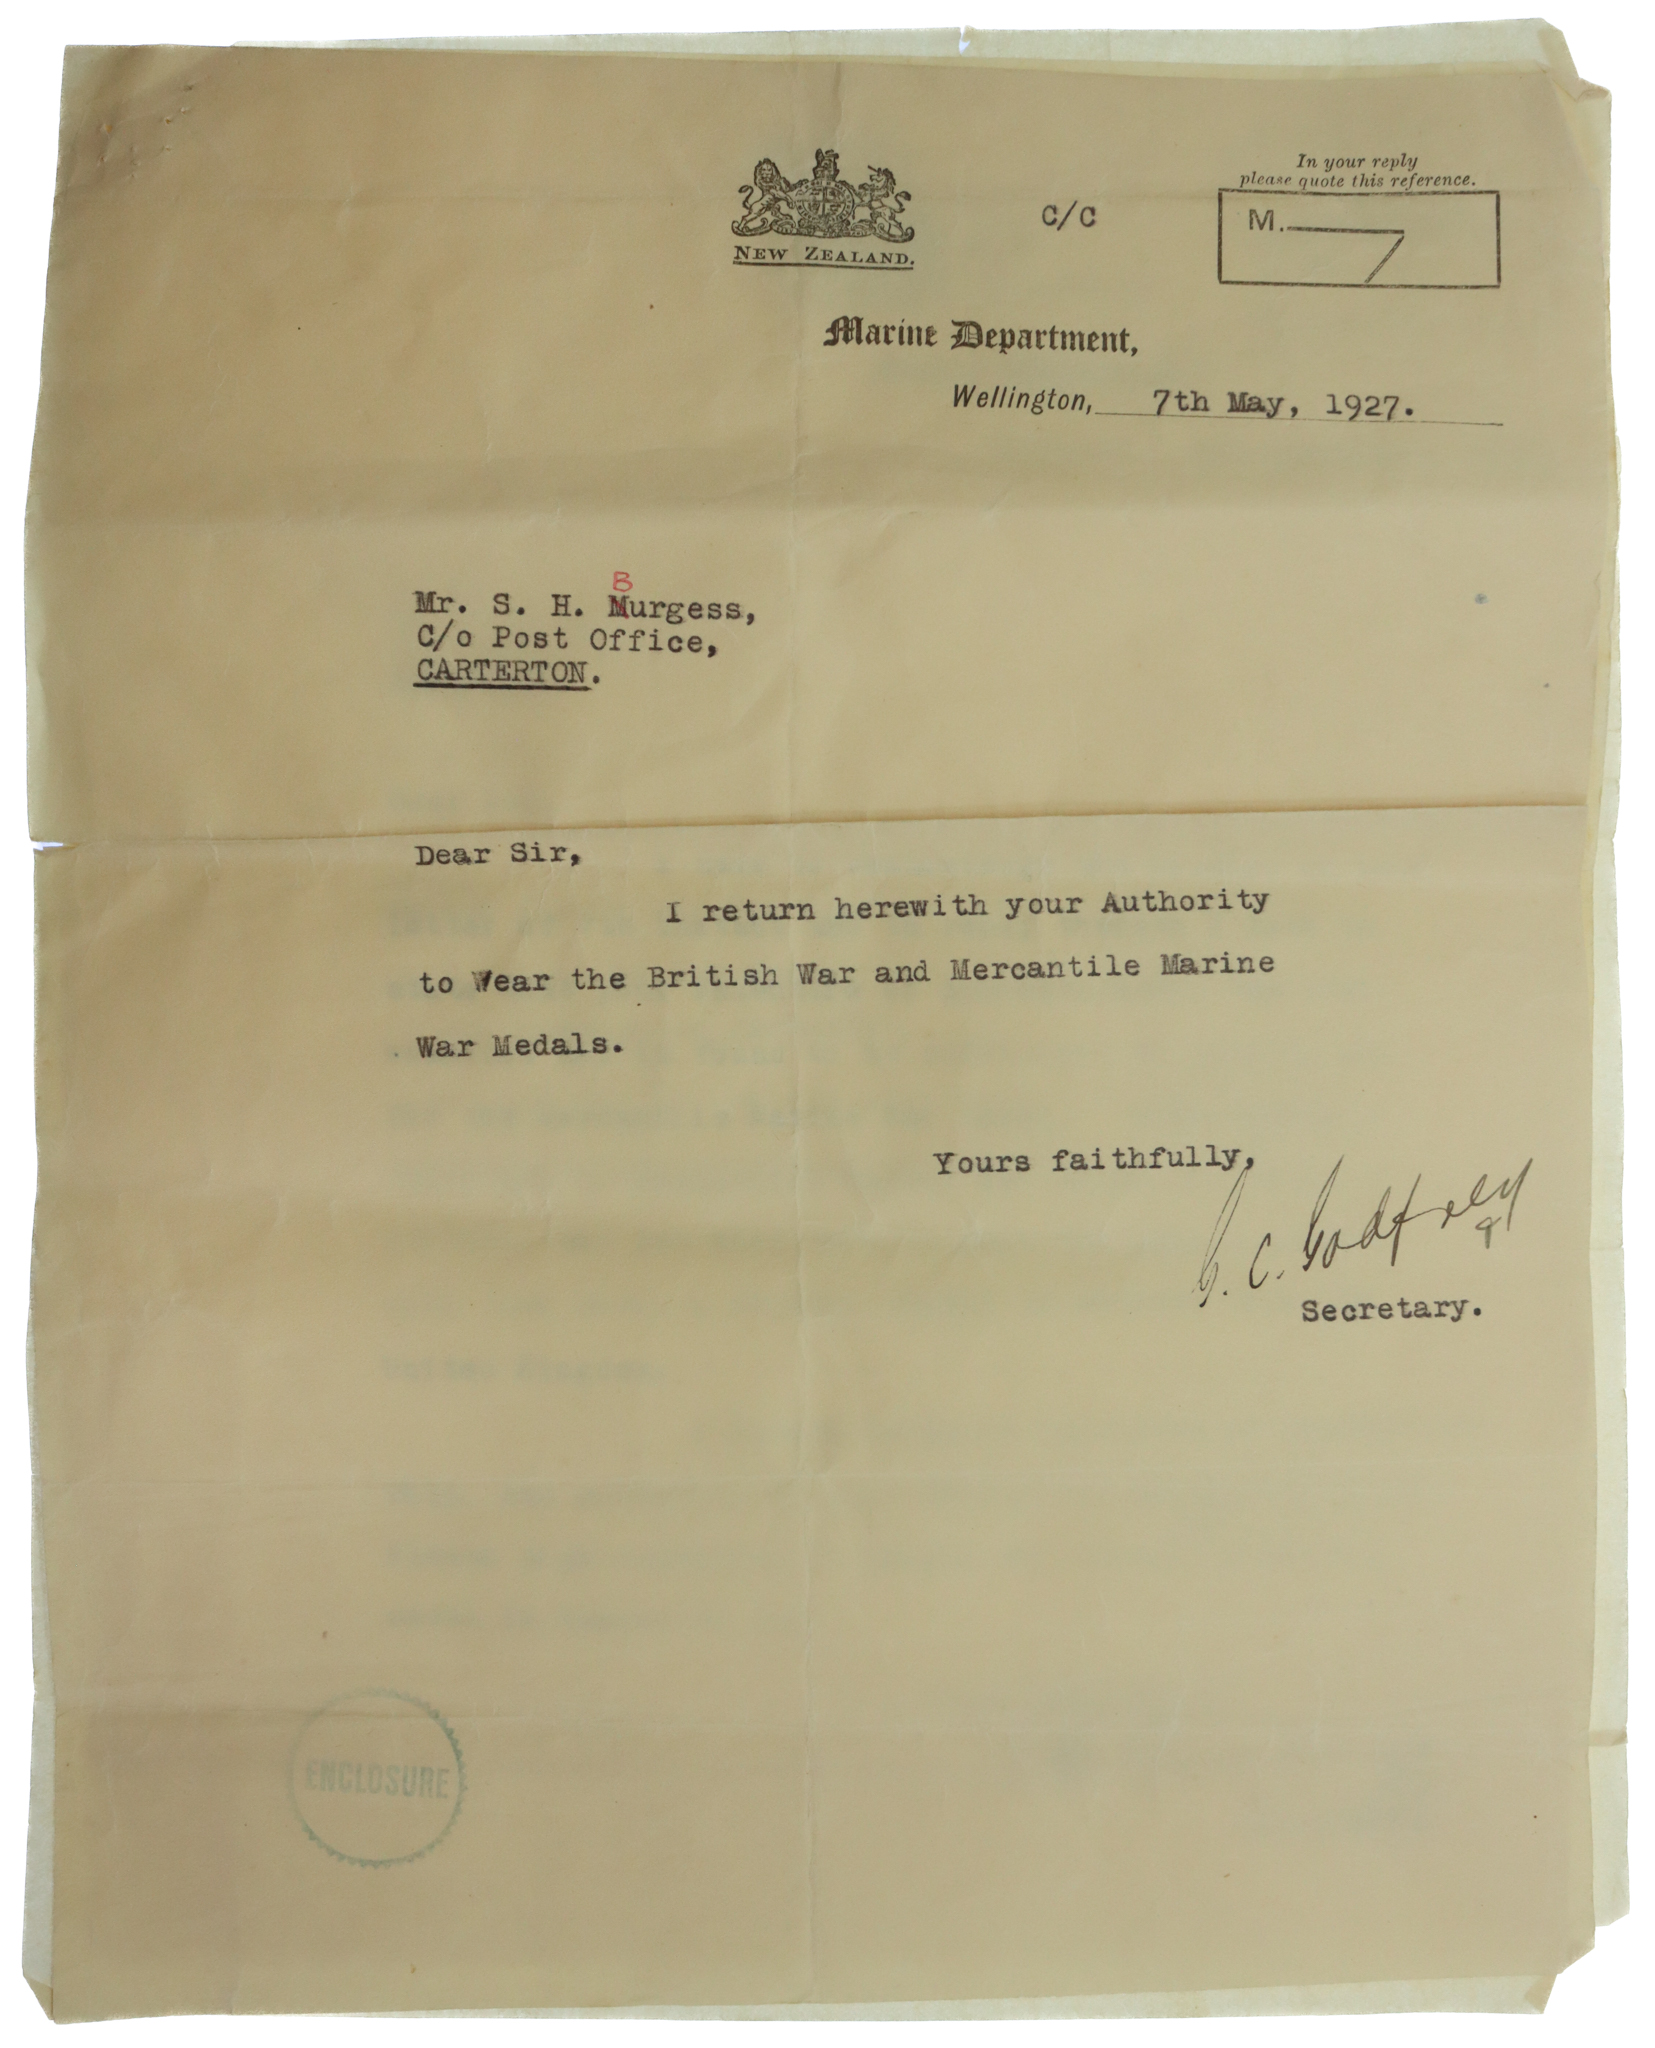 NEW ZEALAND.
C/C
In your reply
please quote this reference.
M.
Marine Department,
Wellington, 7th May, 1927.
B
Mr. S. H. Murgess,
C/o Post Office,
CARTERTON.
Dear Sir,
I return herewith your Authority
to Wear the British War and Mercantile Marine
War Medals.
Yours faithfully,
G. C. Godfrey
Secretary.
ENCLOSURE